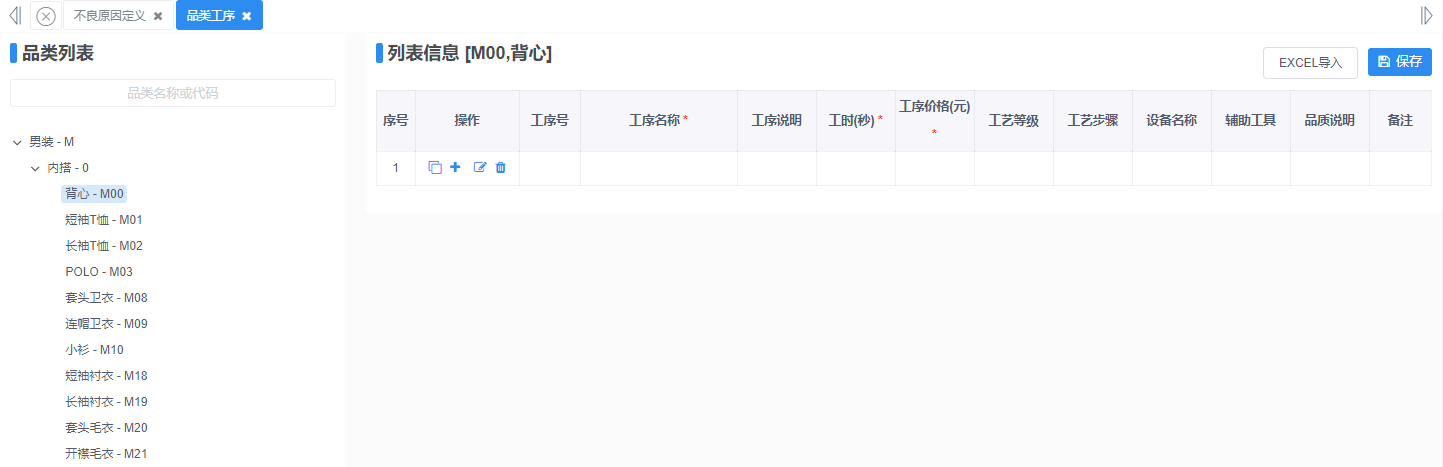 不良原因定义
品类工序
品类列表
品类名称或代码
男装 - M
内搭 - 0
背心 - M00
短袖T恤 - M01
长袖T恤 - M02
POLO - M03
套头卫衣 - M08
连帽卫衣 - M09
小衫 - M10
短袖衬衣 - M18
长袖衬衣 - M19
套头毛衣 - M20
开襟毛衣 - M21
列表信息 [M00,背心]
EXCEL导入
保存
序号 操作 工序号 工序名称 * 工序说明 工时(秒) * 工序价格(元) * 工艺等级 工艺步骤 设备名称 辅助工具 品质说明 备注
1